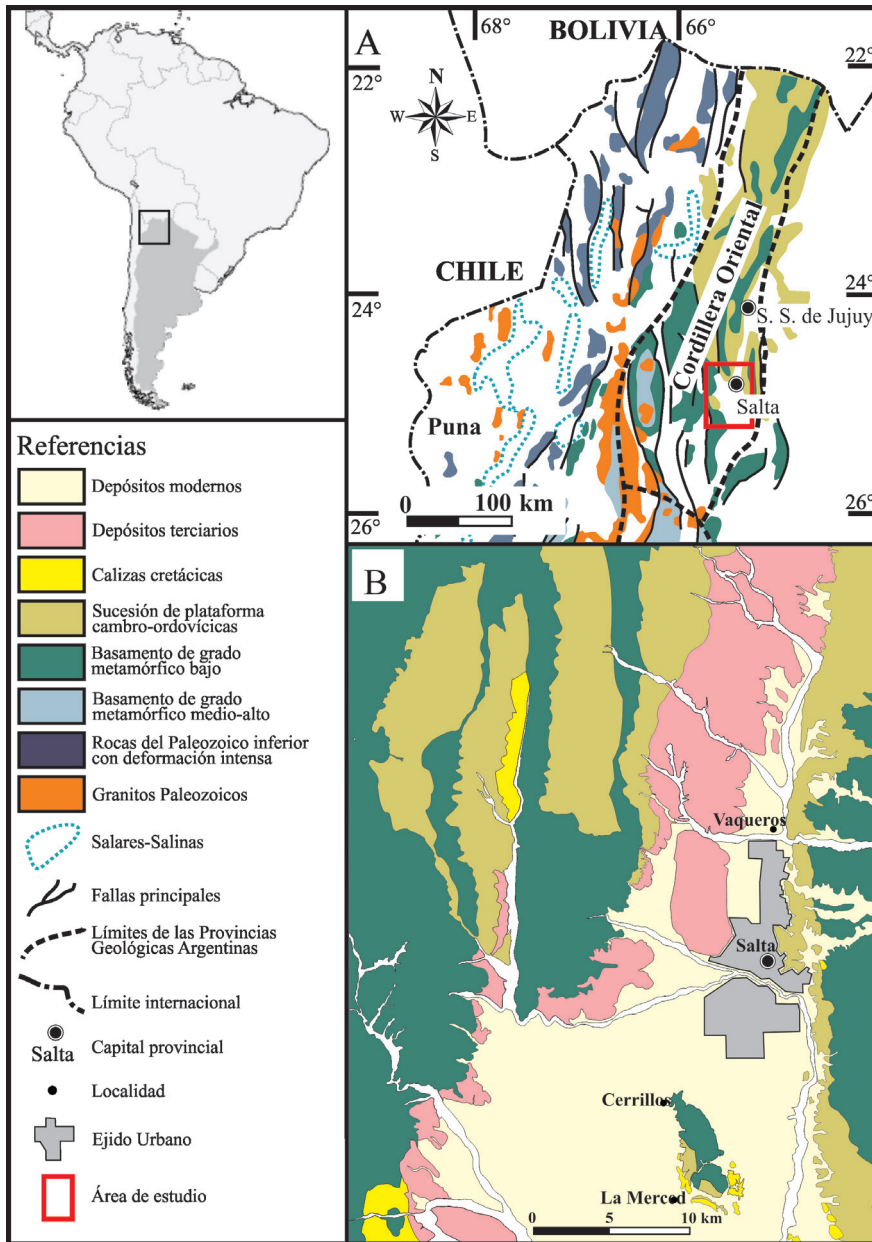 A
68°
BOLIVIA
66°
22°
22°
N
W
E
S
CHILE
24°
24°
Cordillera Oriental
S. S. de Jujuy
Salta
Puna
0
100 km
26°
26°
Referencias
Depósitos modernos
Depósitos terciarios
Calizas cretácicas
Sucesión de plataforma
cambro-ordovícicas
Basamento de grado
metamórfico bajo
Basamento de grado
metamórfico medio-alto
Rocas del Paleozoico inferior
con deformación intensa
Granitos Paleozoicos
Salares-Salinas
Fallas principales
Límites de las Provincias
Geológicas Argentinas
Límite internacional
Salta
Capital provincial
Localidad
Ejido Urbano
Área de estudio
B
Vaqueros
Salta
Cerrillos
La Merced
0
5
10 km